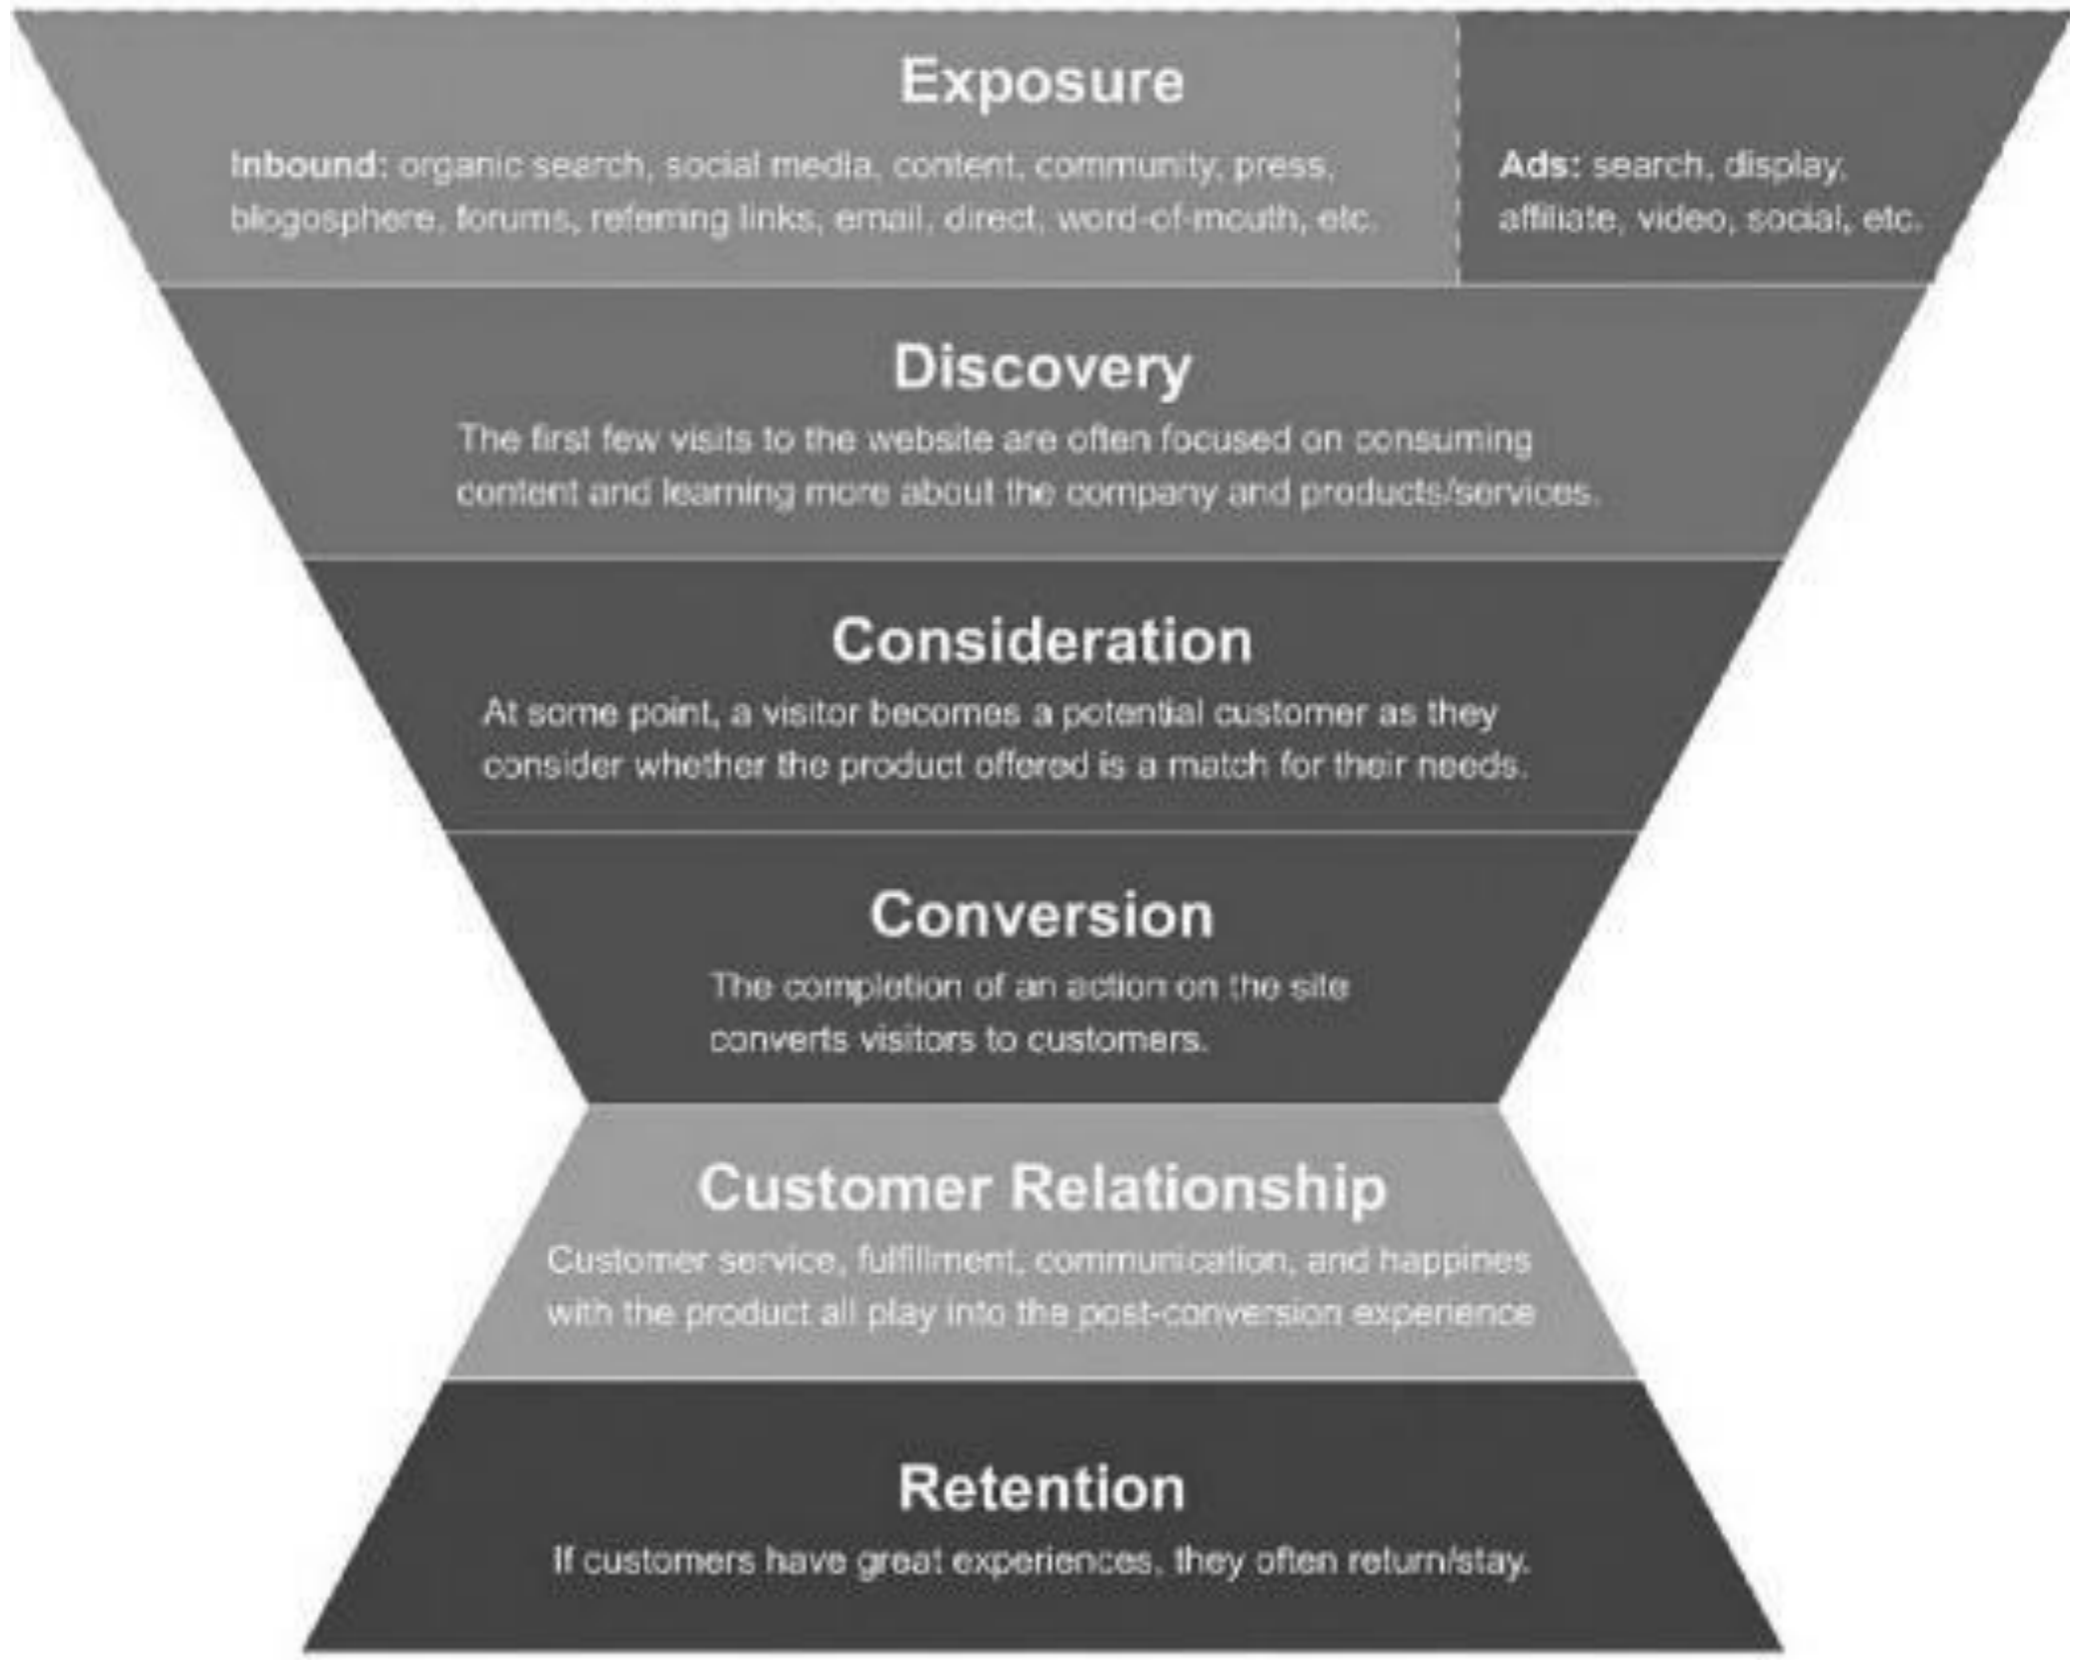 Exposure
Inbound: organic search, social media, content, community, press,
blogosphere, forums, referring links, email, direct, word-of-mouth, etc.
Ads: search, display,
affiliate, video, social, etc.
Discovery
The first few visits to the website are often focused on consuming
content and learning more about the company and products/services.
Consideration
At some point, a visitor becomes a potential customer as they
consider whether the product offered is a match for their needs.
Conversion
The completion of an action on the site
converts visitors to customers.
Customer Relationship
Customer service, fulfillment, communication, and happines
with the product all play into the post-conversion experience
Retention
If customers have great experiences, they often return/stay.